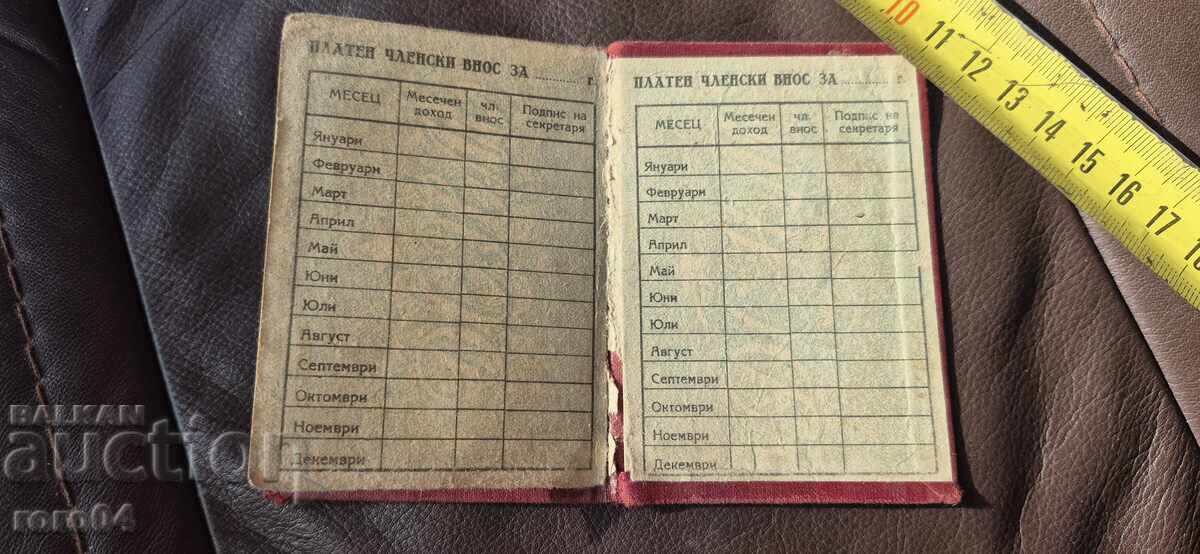 ПЛАТЕН ЧЛЕНСКИ ВНОС ЗА .......... г.
МЕСЕЦ
Месечен
доход
чл.
внос
Подпис на
секретаря
Януари
Февруари
Март
Април
Май
Юни
Юли
Август
Септември
Октомври
Ноември
Декември
ПЛАТЕН ЧЛЕНСКИ ВНОС ЗА .......... г.
МЕСЕЦ
Месечен
доход
чл.
внос
Подпис на
секретаря
Януари
Февруари
Март
Април
Май
Юни
Юли
Август
Септември
Октомври
Ноември
Декември
10 11 12 13 14 15 16 17 18
BALKAN
auction
roro04